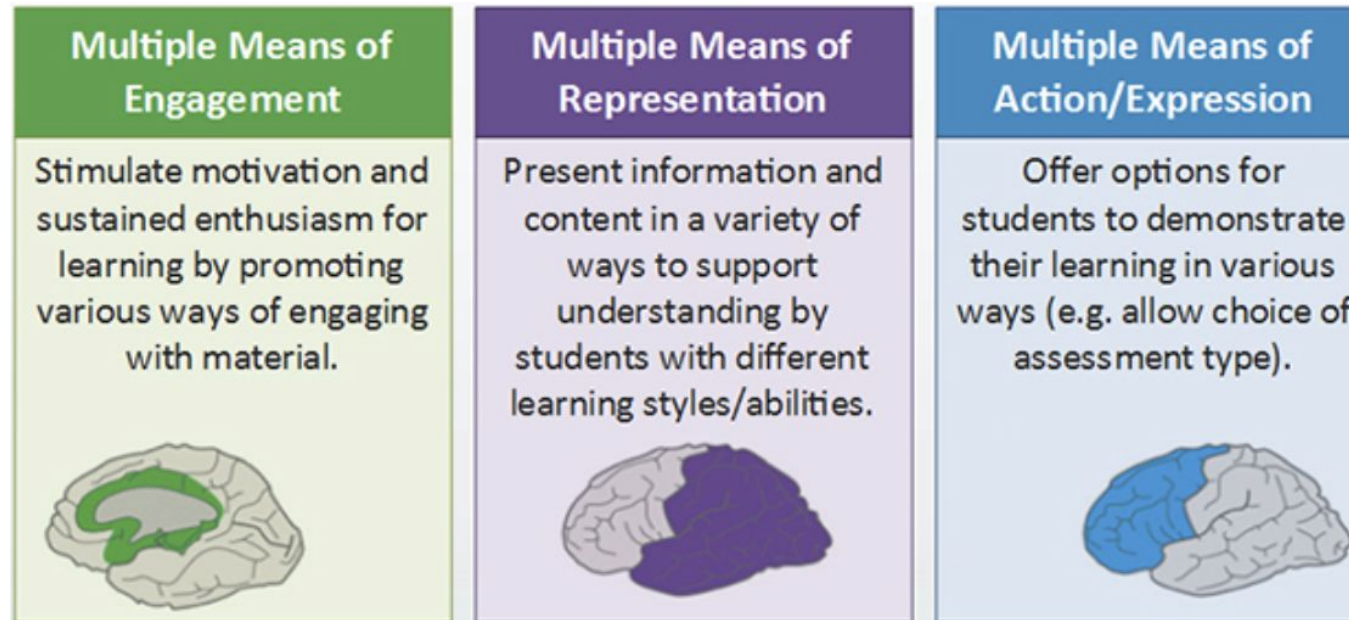 Multiple Means of
Engagement
Stimulate motivation and
sustained enthusiasm for
learning by promoting
various ways of engaging
with material.
Multiple Means of
Representation
Present information and
content in a variety of
ways to support
understanding by
students with different
learning styles/abilities.
Multiple Means of
Action/Expression
Offer options for
students to demonstrate
their learning in various
ways (e.g. allow choice of
assessment type).